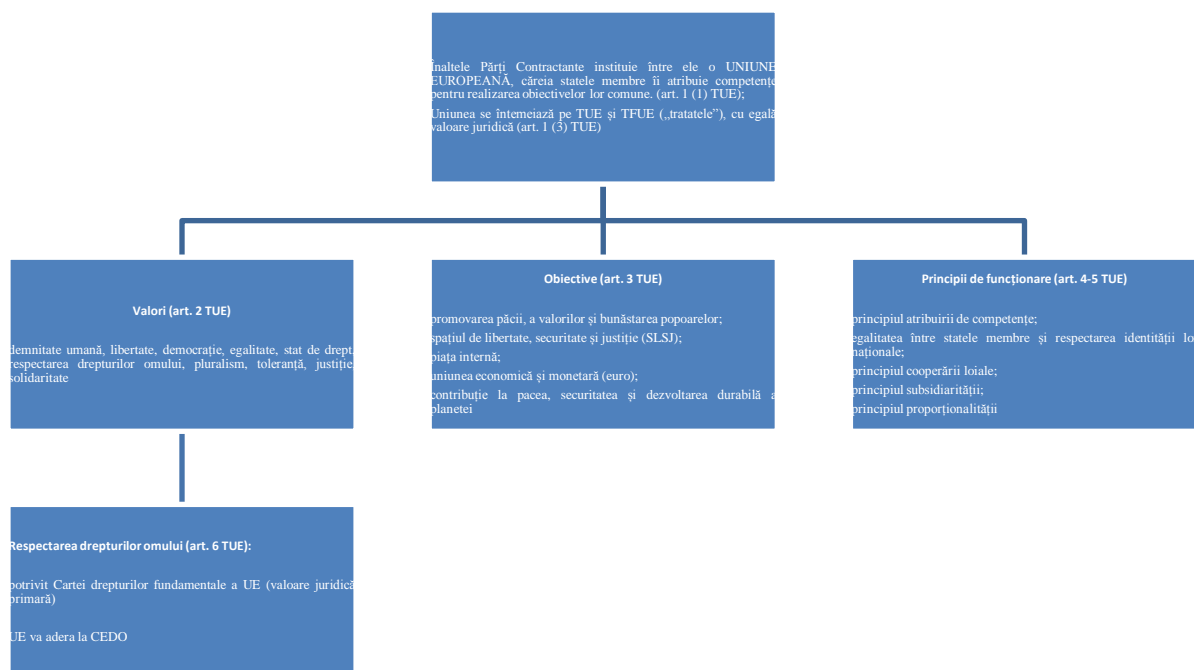 Înaltele Părți Contractante instituie între ele o UNIUNE
EUROPEANĂ, căreia statele membre îi atribuie competențe
pentru realizarea obiectivelor lor comune. (art. 1 (1) TUE);
Uniunea se întemeiază pe TUE și TFUE („tratatele”), cu egală
valoare juridică (art. 1 (3) TUE)
Valori (art. 2 TUE)
demnitate umană, libertate, democrație, egalitate, stat de drept,
respectarea drepturilor omului, pluralism, toleranță, justiție,
solidaritate
Respectarea drepturilor omului (art. 6 TUE):
potrivit Cartei drepturilor fundamentale a UE (valoare juridică
primară)
UE va adera la CEDO
Obiective (art. 3 TUE)
promovarea păcii, a valorilor și bunăstarea popoarelor;
spațiul de libertate, securitate și justiție (SLSJ);
piața internă;
uniunea economică și monetară (euro);
contribuție la pacea, securitatea și dezvoltarea durabilă a
planetei
Principii de funcționare (art. 4-5 TUE)
principiul atribuirii de competențe;
egalitatea între statele membre și respectarea identității lo
naționale;
principiul cooperării loiale;
principiul subsidiarității;
principiul proporționalității